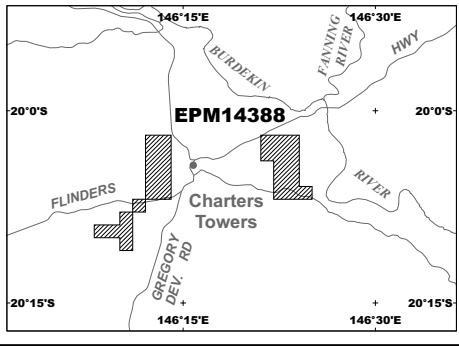 146°15'E 146°30'E
BURDEKIN
FANNING
RIVER
HWY
20°0'S 20°0'S
EPM14388
FLINDERS
RIVER
Charters
Towers
GREGORY
DEV. RD
20°15'S 20°15'S
146°15'E 146°30'E